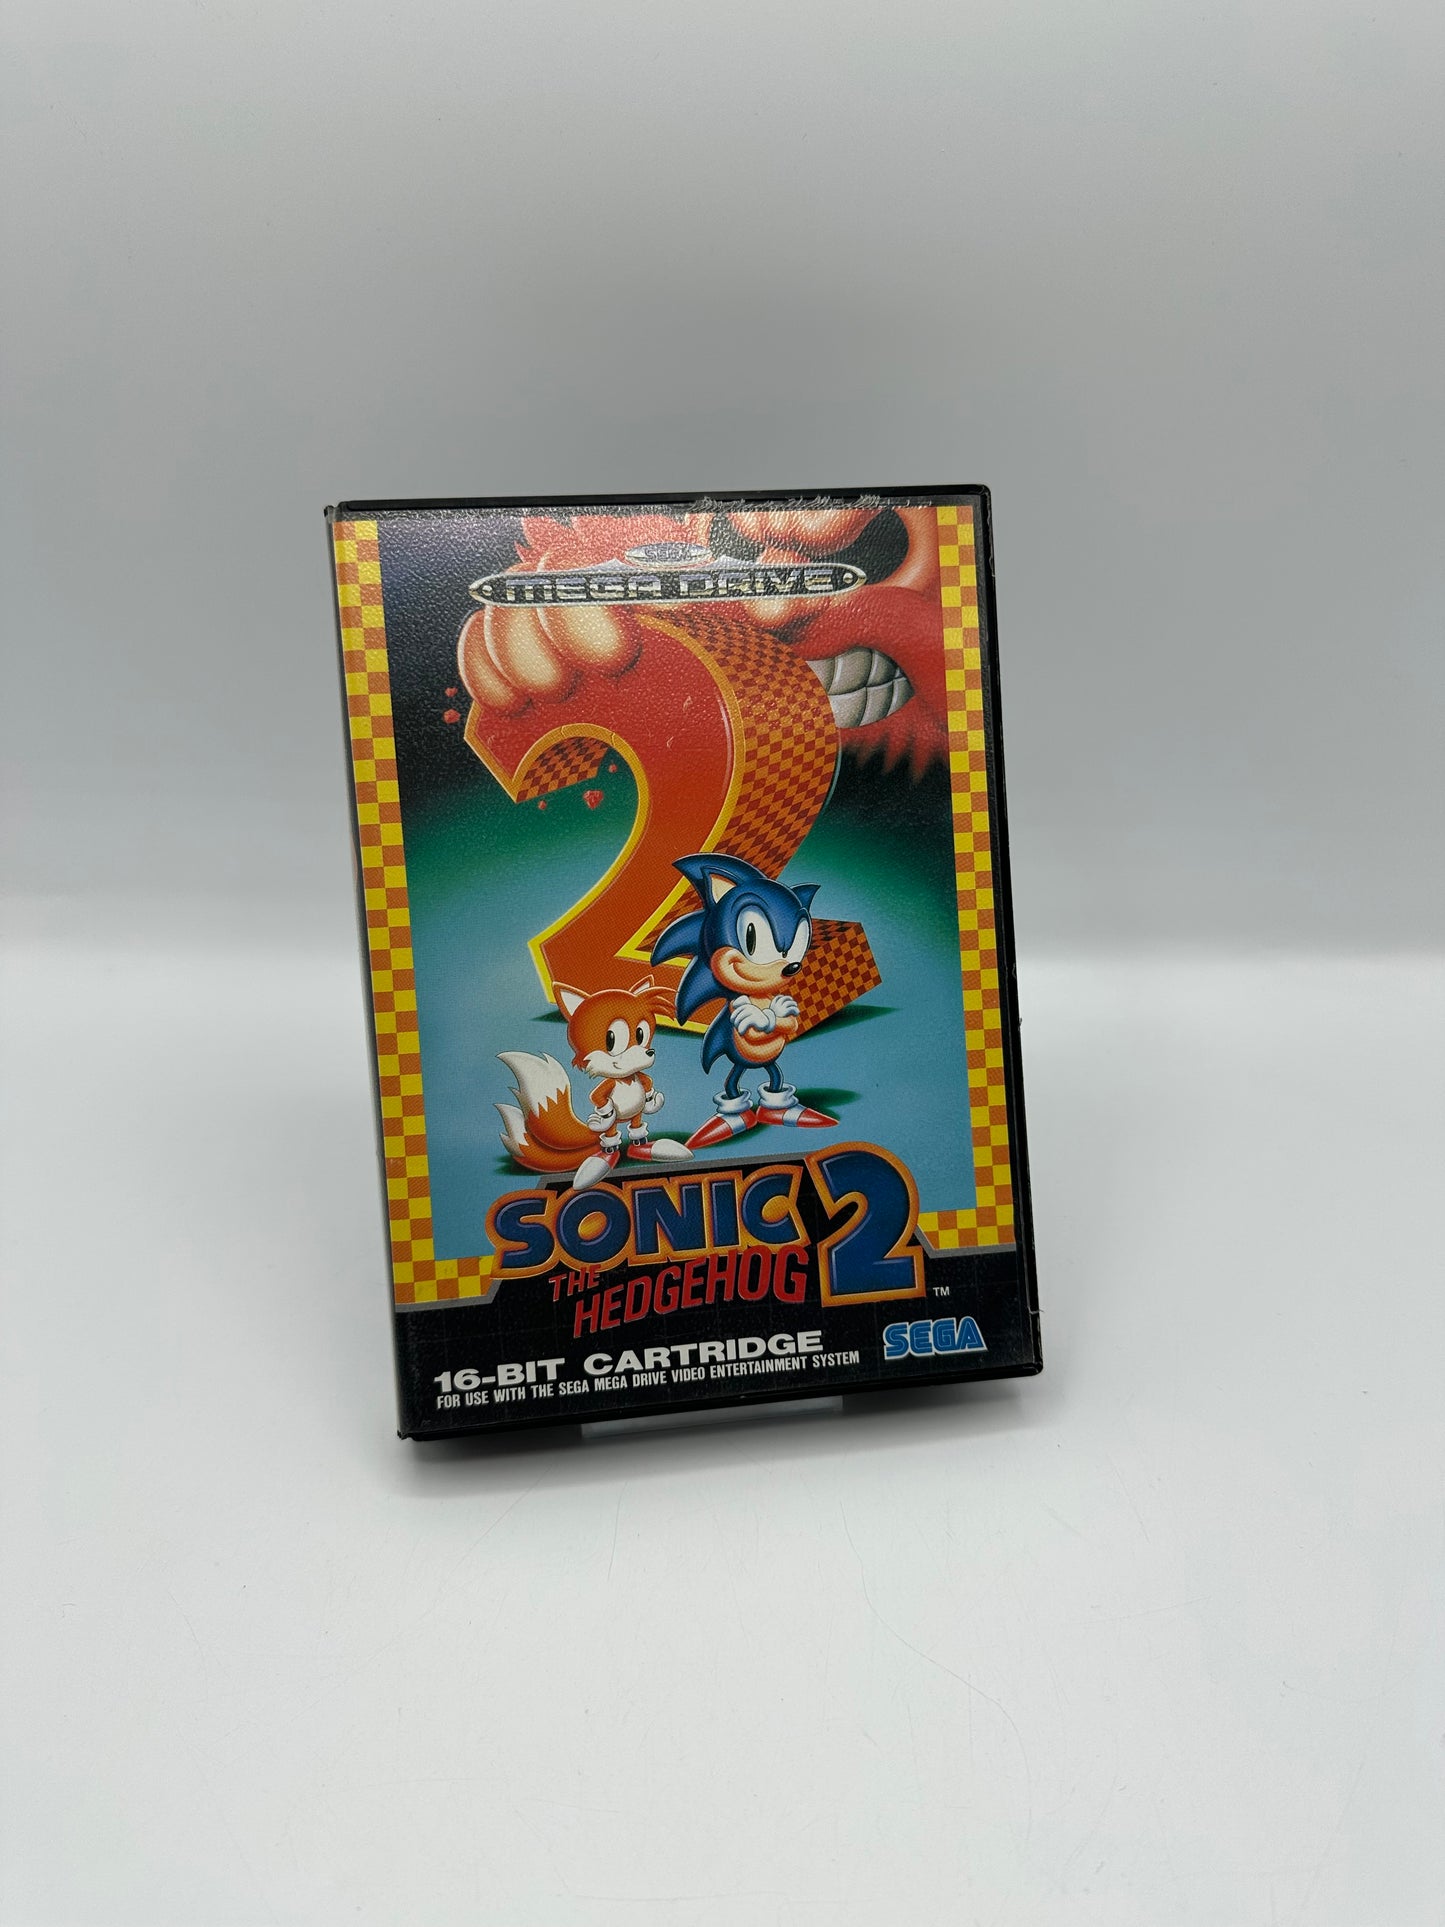 SEGA
MEGA DRIVE
2
SONIC 2
THE HEDGEHOG
™
SEGA
16-BIT CARTRIDGE
FOR USE WITH THE SEGA MEGA DRIVE VIDEO ENTERTAINMENT SYSTEM